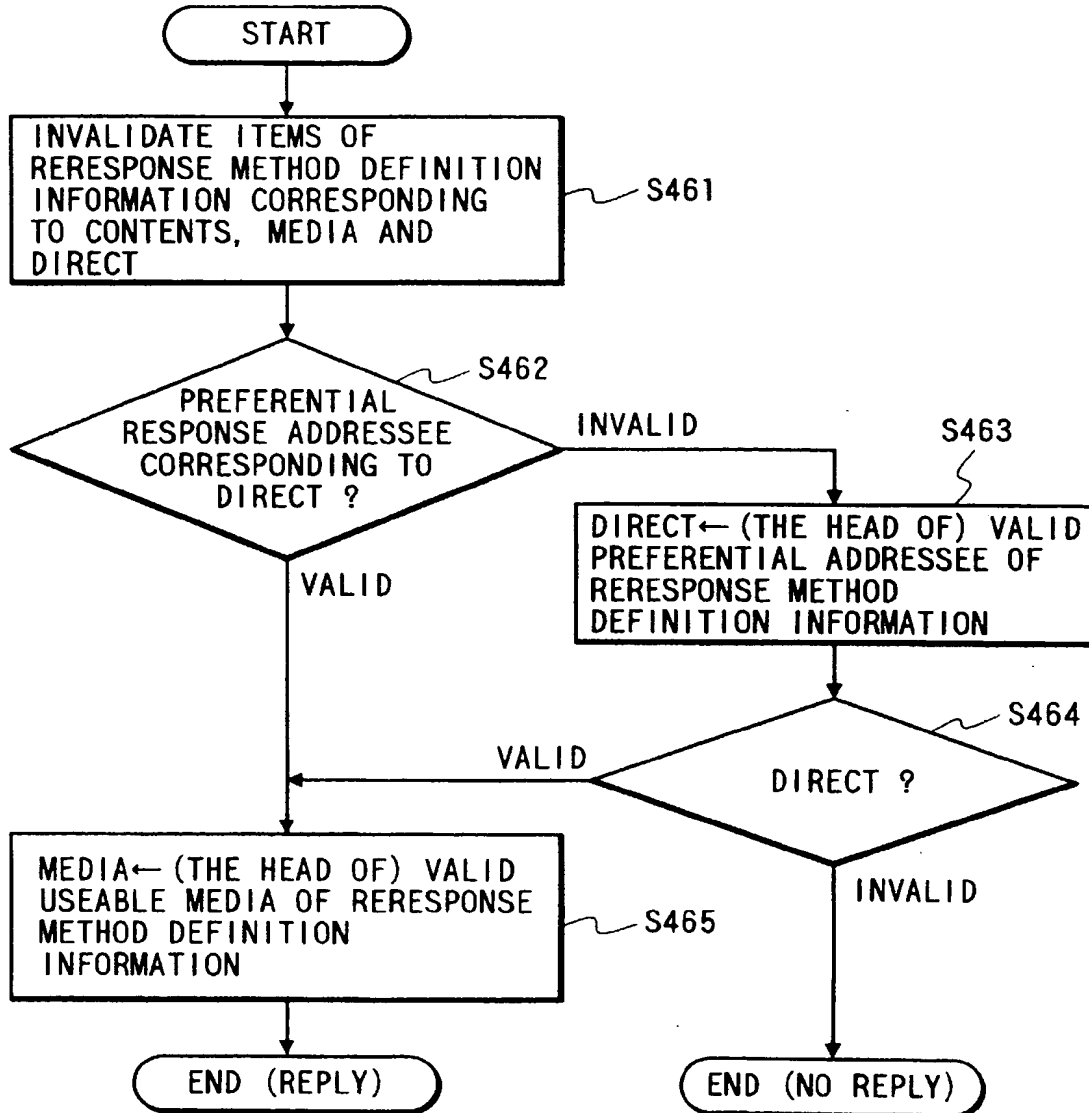 START
INVALIDATE ITEMS OF
RERESPONSE METHOD DEFINITION
INFORMATION CORRESPONDING
TO CONTENTS, MEDIA AND
DIRECT
S461
S462
PREFERENTIAL
RESPONSE ADDRESSEE
CORRESPONDING TO
DIRECT ?
INVALID
VALID
S463
DIRECT← (THE HEAD OF) VALID
PREFERENTIAL ADDRESSEE OF
RERESPONSE METHOD
DEFINITION INFORMATION
S464
DIRECT ?
VALID
INVALID
MEDIA← (THE HEAD OF) VALID
USEABLE MEDIA OF RERESPONSE
METHOD DEFINITION
INFORMATION
S465
END (REPLY)
END (NO REPLY)